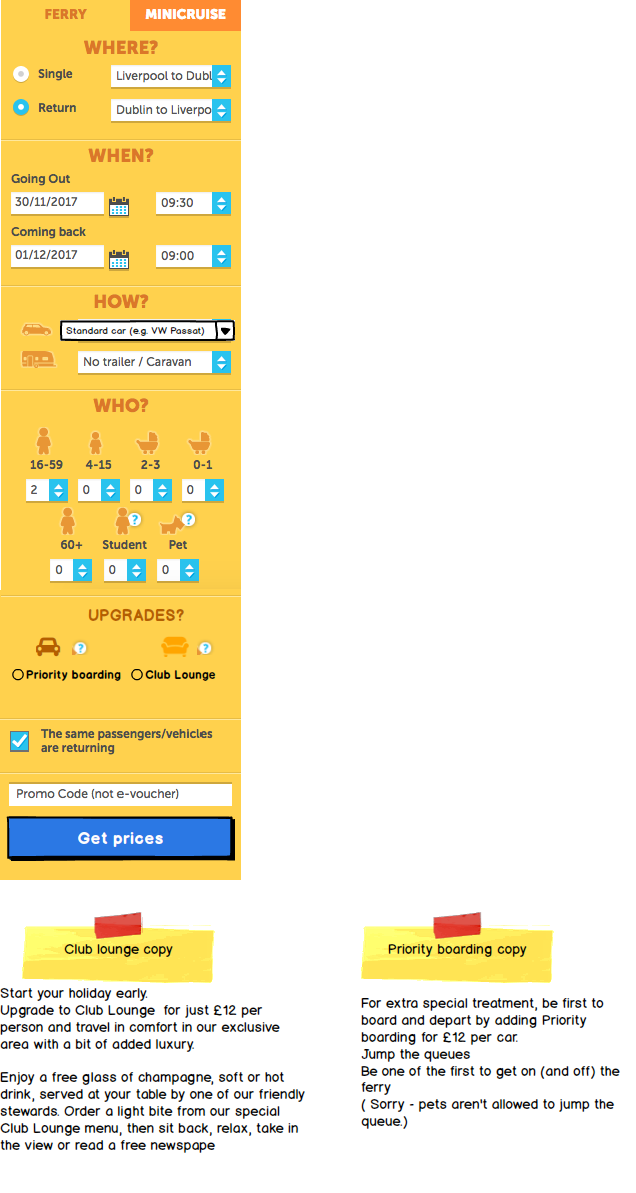 FERRY
MINICRUISE
WHERE?
Single
Liverpool to Dubl
Return
Dublin to Liverpo
WHEN?
Going Out
30/11/2017
09:30
Coming back
01/12/2017
09:00
HOW?
Standard car (e.g. VW Passat)
No trailer / Caravan
WHO?
16-59 4-15 2-3 0-1
2 0 0 0
? ?
60+ Student Pet
0 0 0
UPGRADES?
? ?
Priority boarding Club Lounge
The same passengers/vehicles
are returning
Promo Code (not e-voucher)
Get prices
Club lounge copy
Start your holiday early.
Upgrade to Club Lounge for just £12 per
person and travel in comfort in our exclusive
area with a bit of added luxury.
Enjoy a free glass of champagne, soft or hot
drink, served at your table by one of our friendly
stewards. Order a light bite from our special
Club Lounge menu, then sit back, relax, take in
the view or read a free newspape
Priority boarding copy
For extra special treatment, be first to
board and depart by adding Priority
boarding for £12 per car.
Jump the queues
Be one of the first to get on (and off) the
ferry
( Sorry - pets aren't allowed to jump the
queue.)